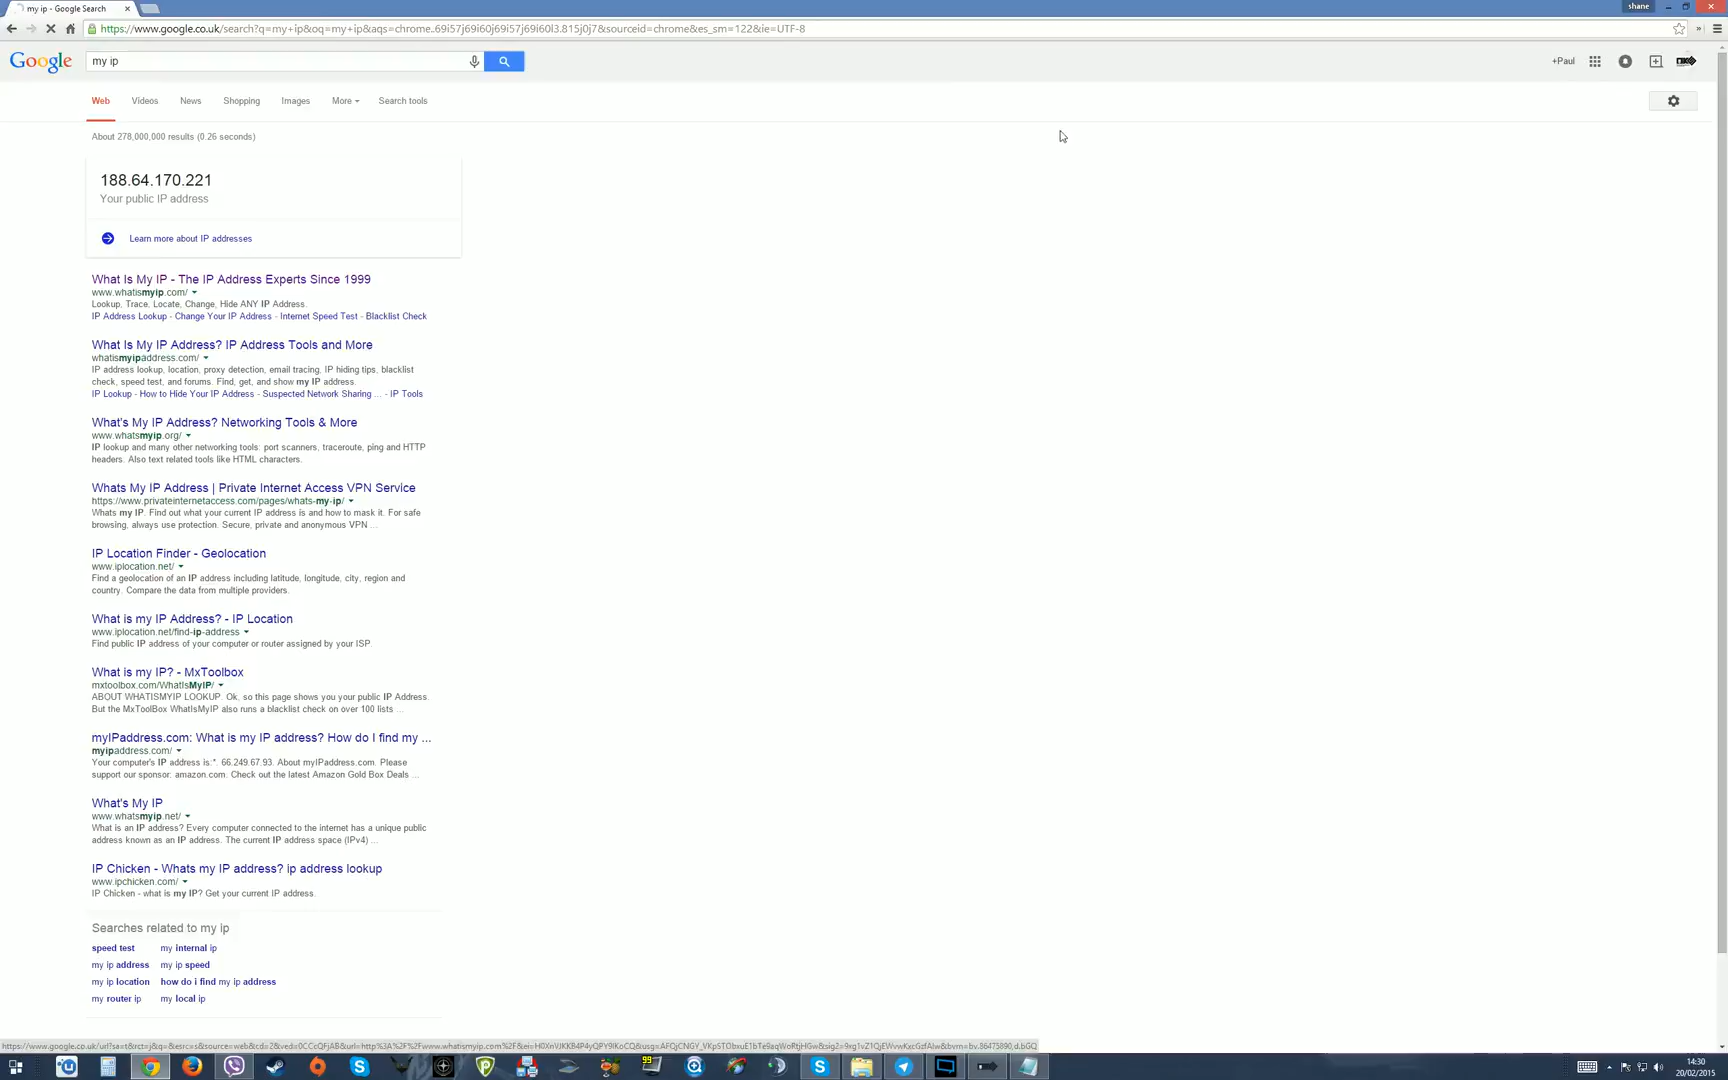 my ip - Google Search
shane
https://www.google.co.uk/search?q=my+ip&oq=my+ip&aqs=chrome..69i57j69i60j69i57j69i60l3.815j0j7&sourceid=chrome&es_sm=122&ie=UTF-8
Google
my ip
+Paul
Web Videos News Shopping Images More Search tools
About 278,000,000 results (0.26 seconds)
188.64.170.221
Your public IP address
Learn more about IP addresses
What Is My IP - The IP Address Experts Since 1999
www.whatismyip.com/
Lookup, Trace, Locate, Change, Hide ANY IP Address.
IP Address Lookup - Change Your IP Address - Internet Speed Test - Blacklist Check
What Is My IP Address? IP Address Tools and More
whatismyipaddress.com/
IP address lookup, location, proxy detection, email tracing, IP hiding tips, blacklist
check, speed test, and forums. Find, get, and show my IP address.
IP Lookup - How to Hide Your IP Address - Suspected Network Sharing ... - IP Tools
What's My IP Address? Networking Tools & More
www.whatsmyip.org/
IP lookup and many other networking tools: port scanners, traceroute, ping and HTTP
headers. Also text related tools like HTML characters.
Whats My IP Address | Private Internet Access VPN Service
https://www.privateinternetaccess.com/pages/whats-my-ip/
Whats my IP. Find out what your current IP address is and how to mask it. For safe
browsing, always use protection. Secure, private and anonymous VPN ...
IP Location Finder - Geolocation
www.iplocation.net/
Find a geolocation of an IP address including latitude, longitude, city, region and
country. Compare the data from multiple providers.
What is my IP Address? - IP Location
www.iplocation.net/find-ip-address
Find public IP address of your computer or router assigned by your ISP.
What is my IP? - MxToolbox
mxtoolbox.com/WhatIsMyIP/
ABOUT WHATISMYIP LOOKUP. Ok, so this page shows you your public IP Address.
But the MxToolBox WhatIsMyIP also runs a blacklist check on over 100 lists ...
myIPaddress.com: What is my IP address? How do I find my ...
myipaddress.com/
Your computer's IP address is:*. 66.249.67.93. About myIPaddress.com. Please
support our sponsor: amazon.com. Check out the latest Amazon Gold Box Deals ...
What's My IP
www.whatsmyip.net/
What is an IP address? Every computer connected to the internet has a unique public
address known as an IP address. The current IP address space (IPv4) ...
IP Chicken - Whats my IP address? ip address lookup
www.ipchicken.com/
IP Chicken - what is my IP? Get your current IP address.
Searches related to my ip
speed test my internal ip
my ip address my ip speed
my ip location how do i find my ip address
my router ip my local ip
14:30
20/02/2015